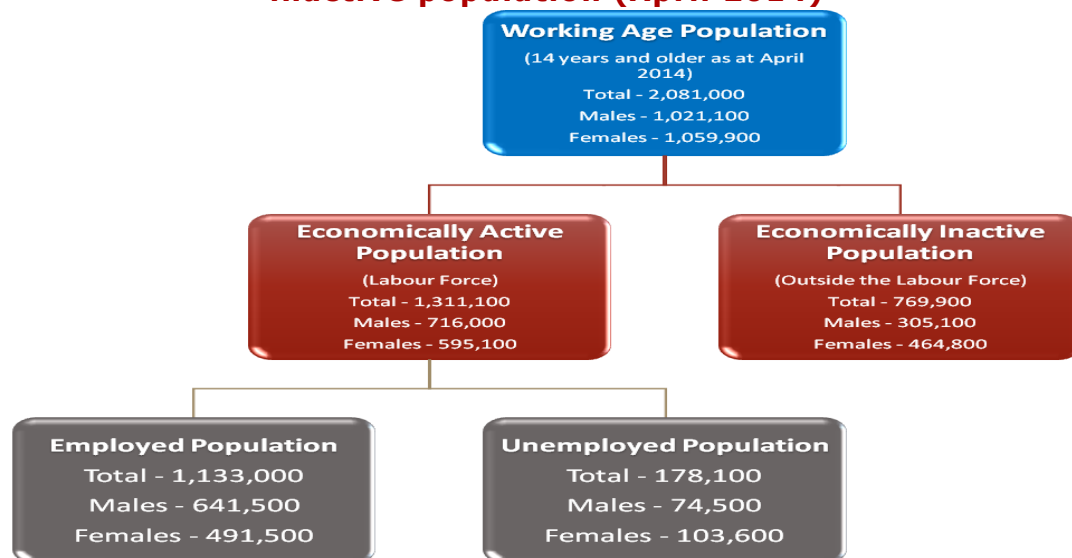 inactive population (April 2014)
Working Age Population
(14 years and older as at April
2014)
Total - 2,081,000
Males - 1,021,100
Females - 1,059,900
Economically Active
Population
(Labour Force)
Total - 1,311,100
Males - 716,000
Females - 595,100
Economically Inactive
Population
(Outside the Labour Force)
Total - 769,900
Males - 305,100
Females - 464,800
Employed Population
Total - 1,133,000
Males - 641,500
Females - 491,500
Unemployed Population
Total - 178,100
Males - 74,500
Females - 103,600